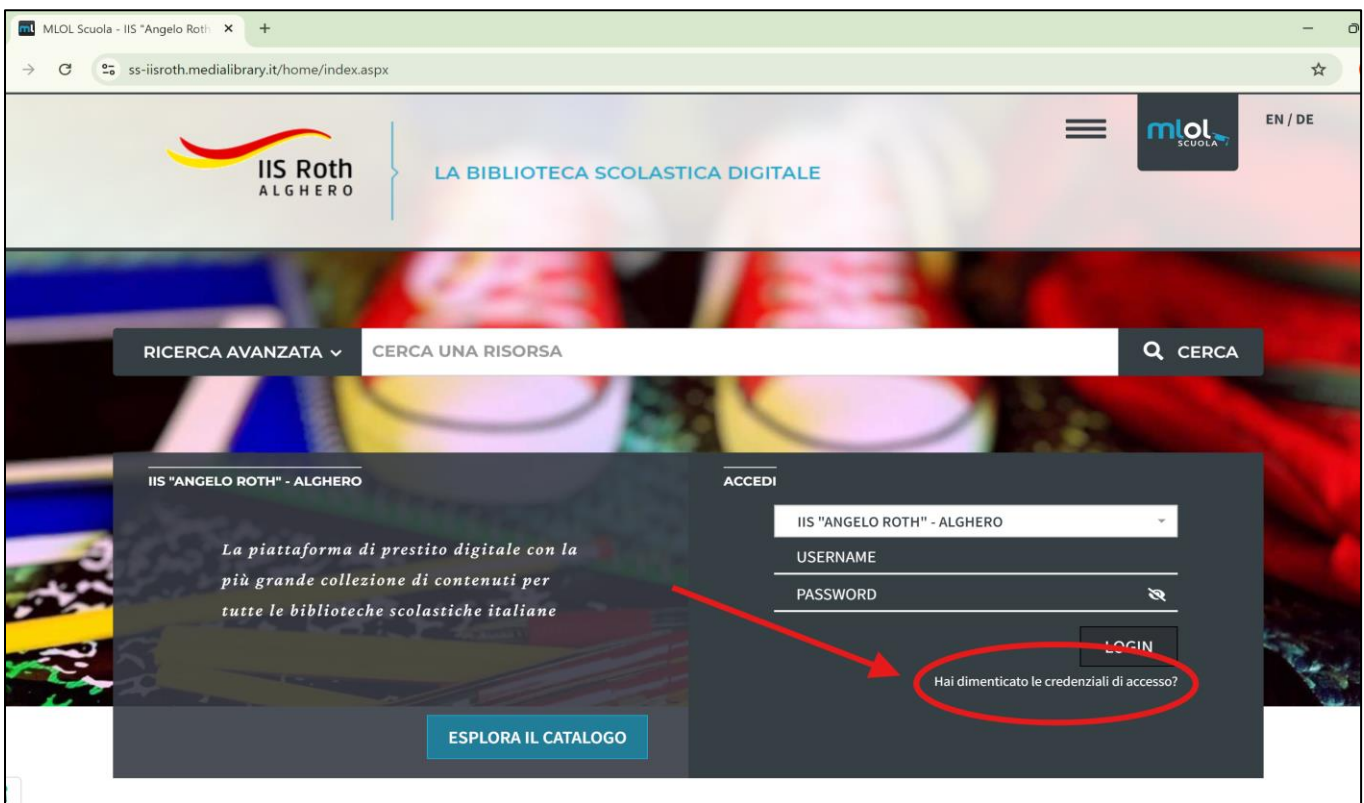 MLOL Scuola - IIS "Angelo Roth
ss-iisroth.medialibrary.it/home/index.aspx
IIS Roth
ALGHERO
LA BIBLIOTECA SCOLASTICA DIGITALE
mlol
SCUOLA
EN / DE
RICERCA AVANZATA
CERCA UNA RISORSA
CERCA
IIS "ANGELO ROTH" - ALGHERO
La piattaforma di prestito digitale con la
più grande collezione di contenuti per
tutte le biblioteche scolastiche italiane
ESPLORA IL CATALOGO
ACCEDI
IIS "ANGELO ROTH" - ALGHERO
USERNAME
PASSWORD
LOGIN
Hai dimenticato le credenziali di accesso?